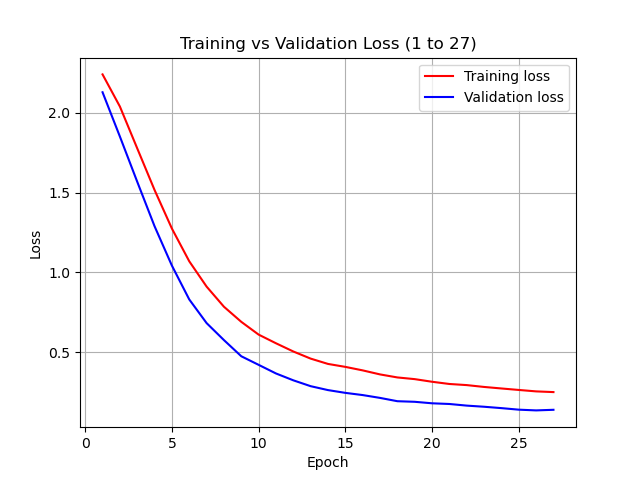 Training vs Validation Loss (1 to 27)
Training loss
Validation loss
2.0
1.5
1.0
0.5
Loss
0 5 10 15 20 25
Epoch